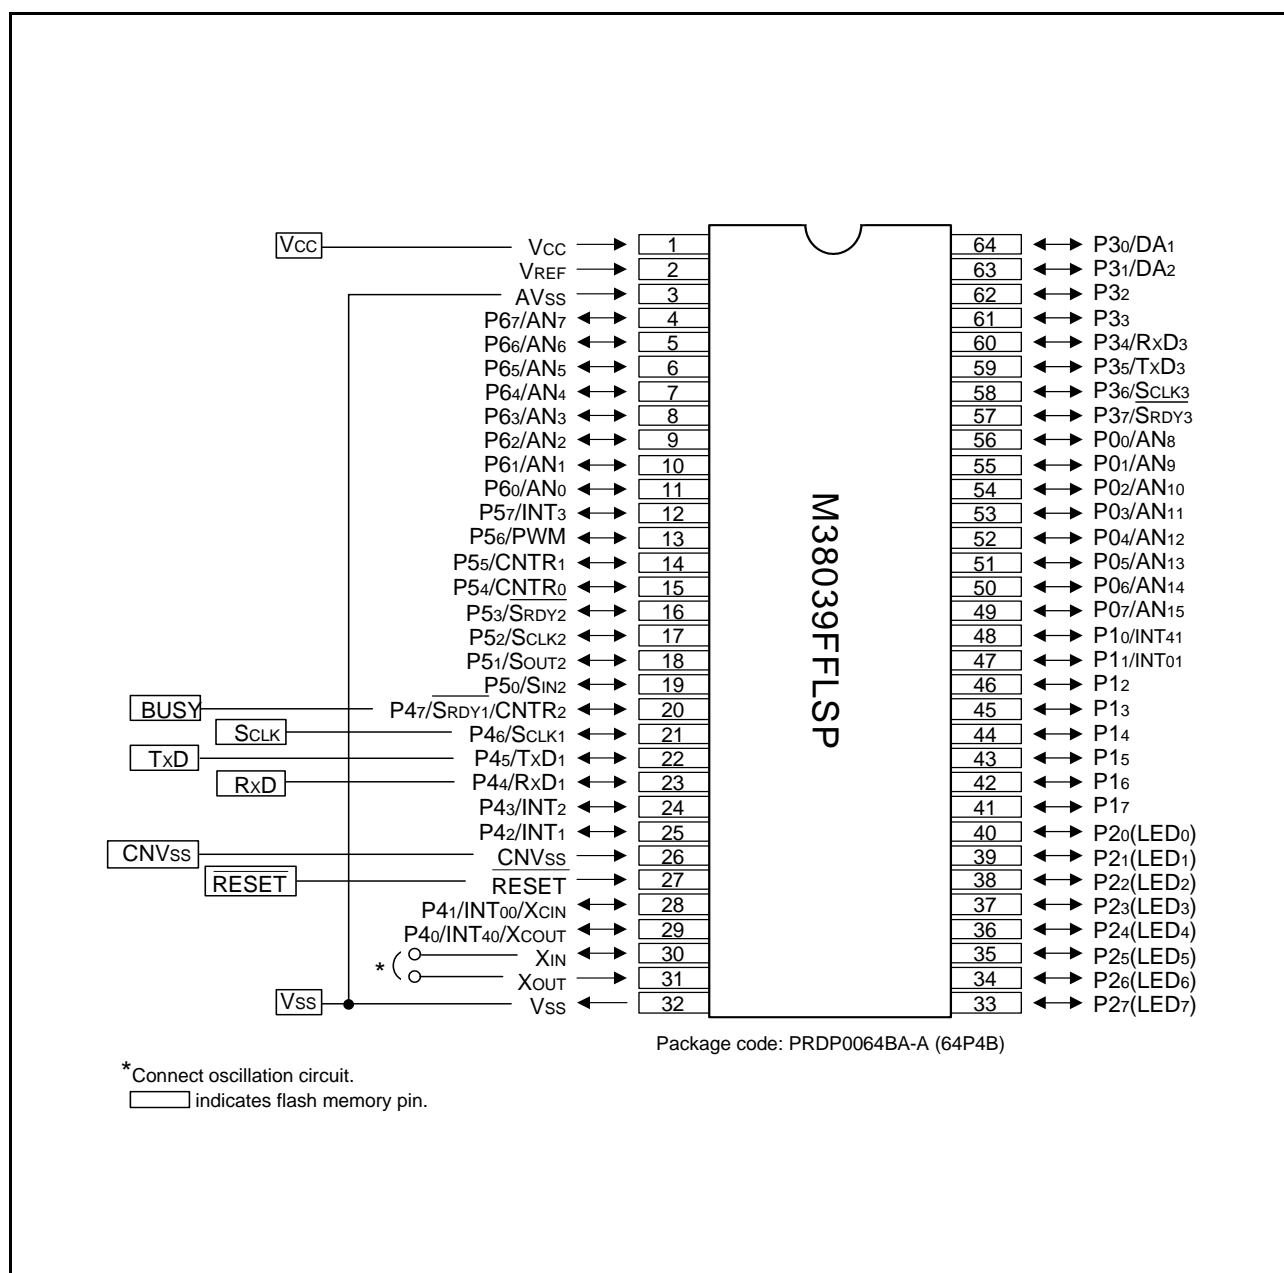 VCC VCC 1 64 P30/DA1
VREF 2 63 P31/DA2
AVSS 3 62 P32
P67/AN7 4 61 P33
P66/AN6 5 60 P34/RXD3
P65/AN5 6 59 P35/TXD3
P64/AN4 7 58 P36/SCLK3
P63/AN3 8 57 P37/SRDY3
P62/AN2 9 56 P00/AN8
P61/AN1 10 55 P01/AN9
P60/AN0 11 54 P02/AN10
P57/INT3 12 53 P03/AN11
P56/PWM 13 52 P04/AN12
P55/CNTR1 14 51 P05/AN13
P54/CNTR0 15 50 P06/AN14
P53/SRDY2 16 49 P07/AN15
P52/SCLK2 17 48 P10/INT41
P51/SOUT2 18 47 P11/INT01
P50/SIN2 19 46 P12
BUSY P47/SRDY1/CNTR2 20 45 P13
SCLK P46/SCLK1 21 44 P14
TXD P45/TXD1 22 43 P15
RXD P44/RXD1 23 42 P16
P43/INT2 24 41 P17
P42/INT1 25 40 P20(LED0)
CNVSS CNVSS 26 39 P21(LED1)
RESET RESET 27 38 P22(LED2)
P41/INT00/XCIN 28 37 P23(LED3)
P40/INT40/XCOUT 29 36 P24(LED4)
* XIN 30 35 P25(LED5)
XOUT 31 34 P26(LED6)
VSS VSS 32 33 P27(LED7)
M38039FFLSP
Package code: PRDP0064BA-A (64P4B)
*Connect oscillation circuit.
indicates flash memory pin.